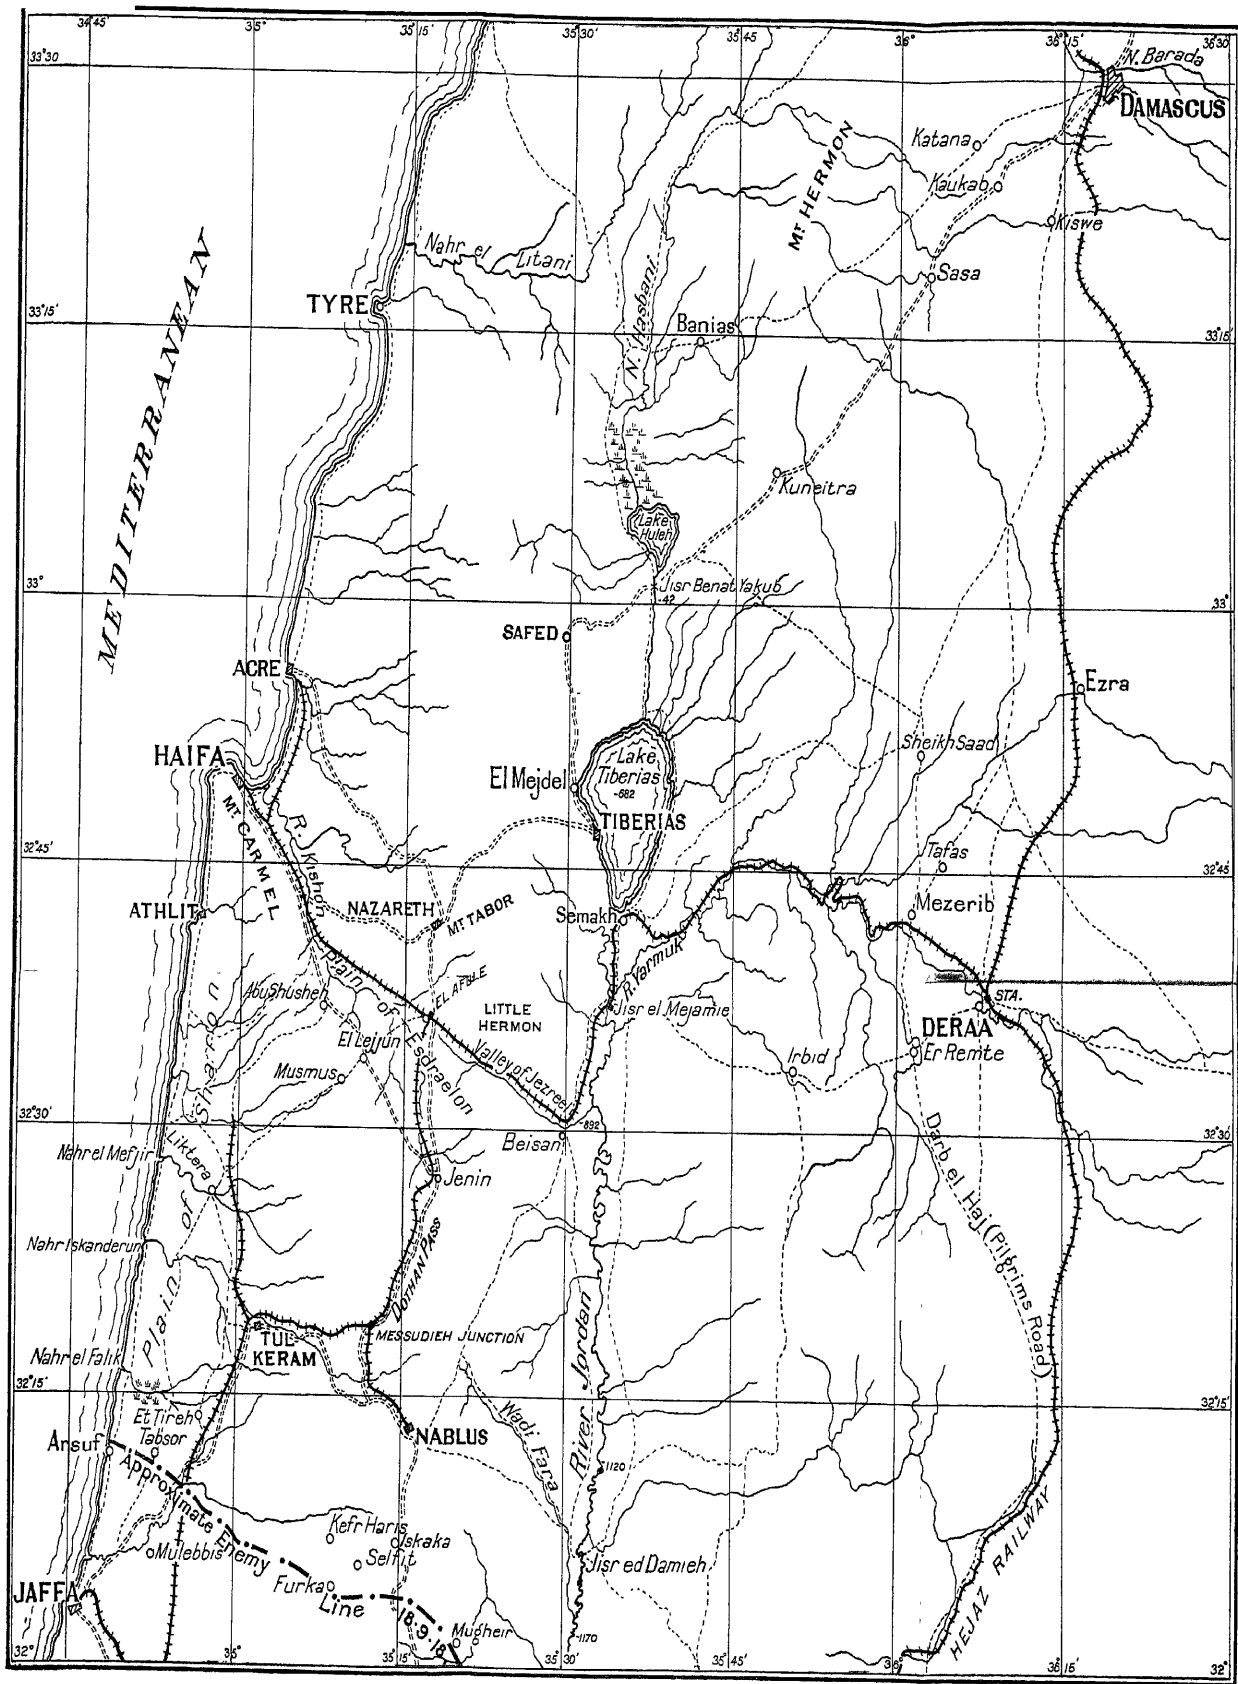 34°45'
35°
35°15'
35°30'
35°45
36°
36°15'
36°30
33°30
N. Barada
DAMASCUS
Katana
Kaukab
Kiswe
Mᵀ HERMON
Sasa
Nahr el Litani
N. Hasbani
TYRE
Banias
33°15'
33°15'
MEDITERRANEAN
Kuneitra
Lake Huleh
33°
33
Jisr Benat Yakub
·42
SAFED
ACRE
Ezra
Sheikh Saad
HAIFA
Lake Tiberias
-682
El Mejdel
TIBERIAS
Mᵀ CARMEL
R. Kishon
32°45'
32°45'
Tafas
Mezerib
ATHLIT
NAZARETH
Mᵀ TABOR
Semakh
R. Yarmuk
Plain of Esdraelon
Abu Shusheh
EL AFULE
LITTLE HERMON
Jisr el Mejamie
STA.
DERAA
El Lejjun
Er Remte
Musmus
Valley of Jezreel
Irbid
32°30'
32°30'
-892
Beisan
Nahr el Mefjir
Liktera
Jenin
Plain of Sharon
Darb el Haj (Pilgrims Road)
Nahr Iskanderun
DOTHAN PASS
River Jordan
TUL KERAM
MESSUDIEH JUNCTION
Nahr el Falik
32°15'
32°15'
Et Tireh
Tabsor
Arsuf
NABLUS
Wadi Fara
-1120
Approximate Enemy Line 18·9·18
Kefr Haris
Iskaka
Selfit
Mulebbis
Furka
Jisr ed Damieh
JAFFA
Mugheir
-1170
HEJAZ RAILWAY
32°
35°
35°15'
35°30
35°45
36°
36°15'
32°